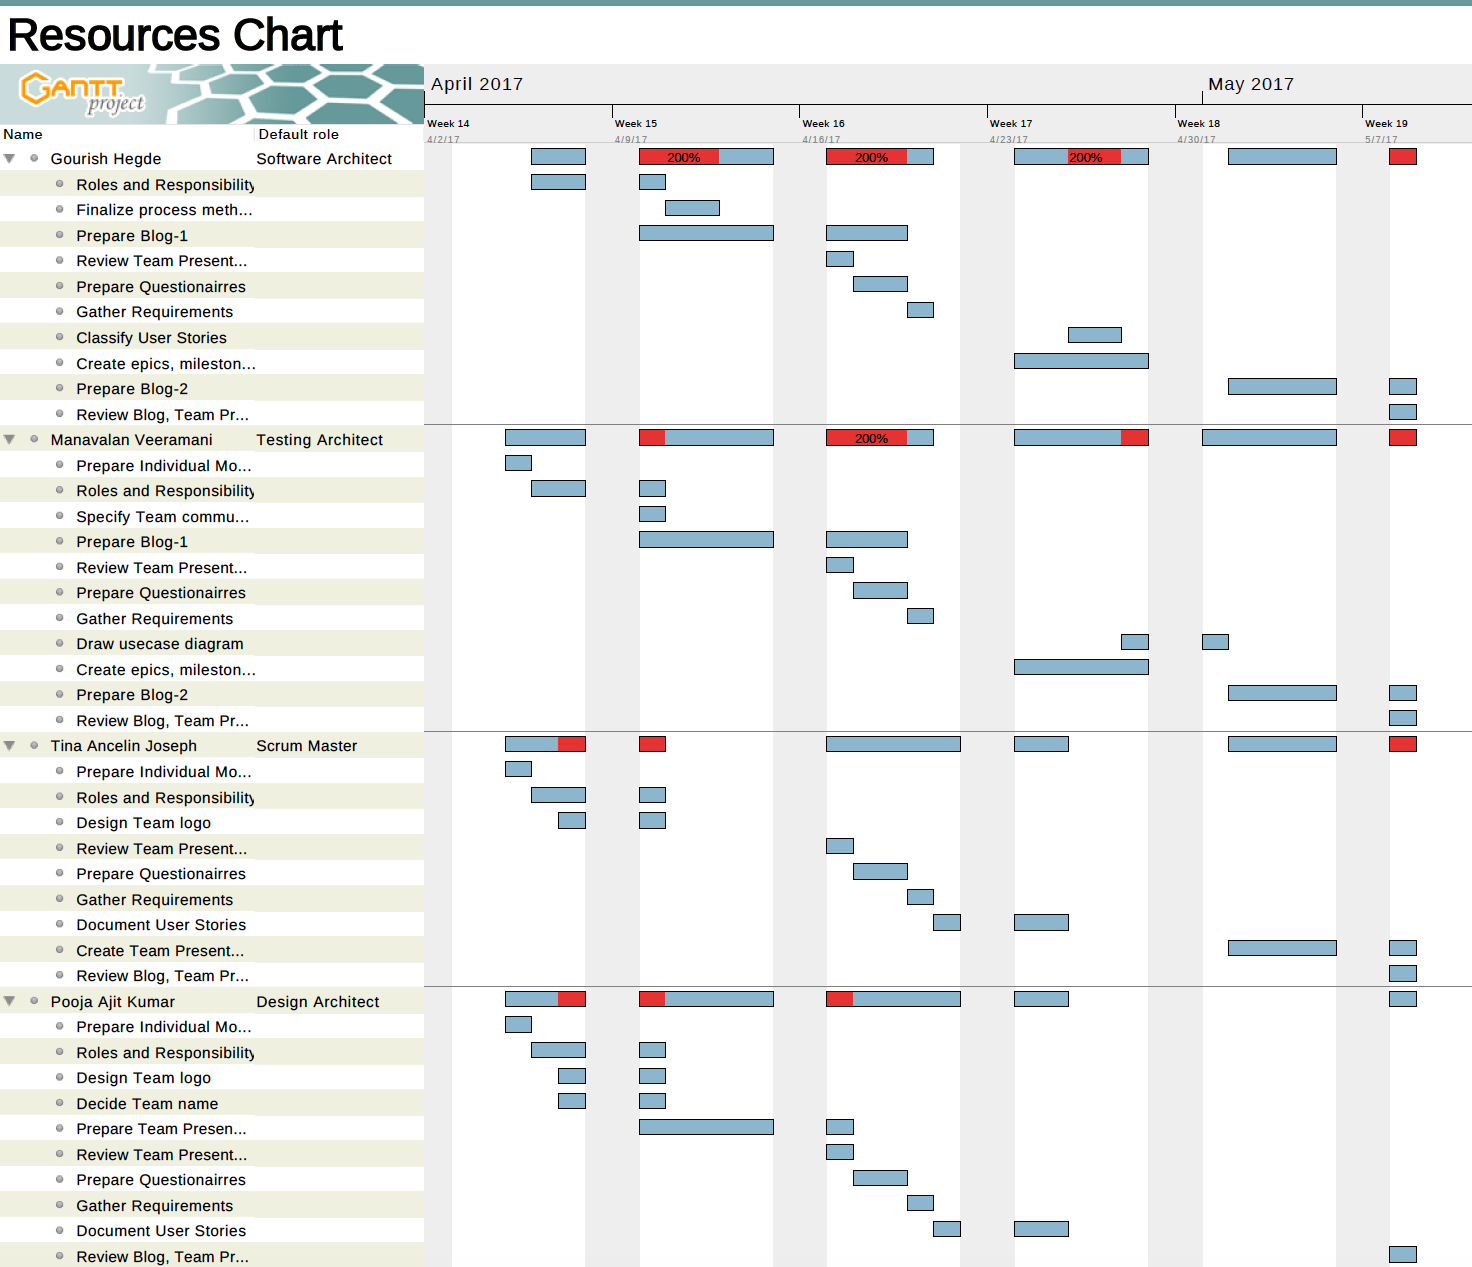 Resources Chart
GANTT
project
April 2017
May 2017
Week 14
Week 15
Week 16
Week 17
Week 18
Week 19
Name
Default role
4/2/17
4/9/17
4/16/17
4/23/17
4/30/17
5/7/17
Gourish Hegde
Software Architect
200%
200%
200%
Roles and Responsibility
Finalize process meth...
Prepare Blog-1
Review Team Present...
Prepare Questionairres
Gather Requirements
Classify User Stories
Create epics, mileston...
Prepare Blog-2
Review Blog, Team Pr...
Manavalan Veeramani
Testing Architect
200%
Prepare Individual Mo...
Roles and Responsibility
Specify Team commu...
Prepare Blog-1
Review Team Present...
Prepare Questionairres
Gather Requirements
Draw usecase diagram
Create epics, mileston...
Prepare Blog-2
Review Blog, Team Pr...
Tina Ancelin Joseph
Scrum Master
Prepare Individual Mo...
Roles and Responsibility
Design Team logo
Review Team Present...
Prepare Questionairres
Gather Requirements
Document User Stories
Create Team Present...
Review Blog, Team Pr...
Pooja Ajit Kumar
Design Architect
Prepare Individual Mo...
Roles and Responsibility
Design Team logo
Decide Team name
Prepare Team Presen...
Review Team Present...
Prepare Questionairres
Gather Requirements
Document User Stories
Review Blog, Team Pr...